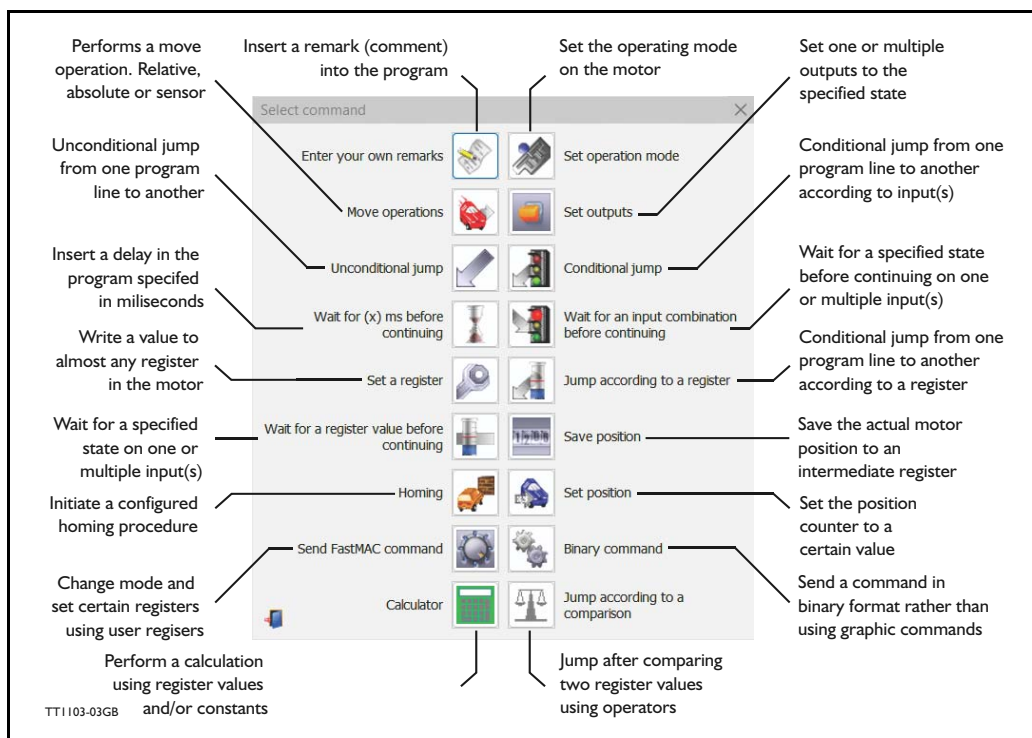 Performs a move
operation. Relative,
absolute or sensor
Insert a remark (comment)
into the program
Set the operating mode
on the motor
Set one or multiple
outputs to the
specified state
Select command
Unconditional jump
from one program
line to another
Enter your own remarks
Set operation mode
Conditional jump from one
program line to another
according to input(s)
Move operations
Set outputs
Insert a delay in the
program specifed
in miliseconds
Unconditional jump
Conditional jump
Wait for a specified state
before continuing on one
or multiple input(s)
Wait for (x) ms before
continuing
Wait for an input combination
before continuing
Write a value to
almost any register
in the motor
Set a register
Jump according to a register
Conditional jump from one
program line to another
according to a register
Wait for a specified
state on one or
multiple input(s)
Wait for a register value before
continuing
Save position
Save the actual motor
position to an
intermediate register
Initiate a configured
homing procedure
Homing
Set position
Set the position
counter to a
certain value
Send FastMAC command
Binary command
Change mode and
set certain registers
using user regisers
Calculator
Jump according to a
comparison
Send a command in
binary format rather than
using graphic commands
Perform a calculation
using register values
and/or constants
Jump after comparing
two register values
using operators
TT1103-03GB